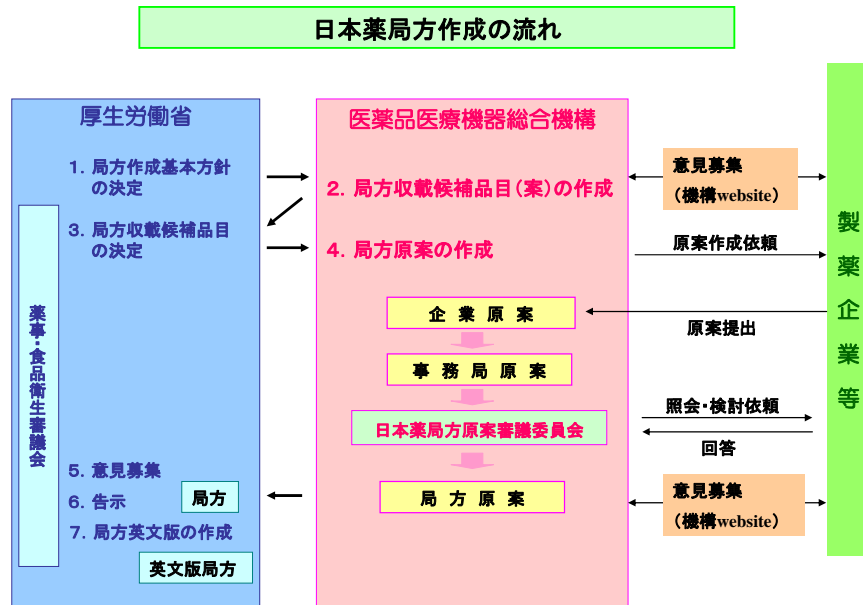 日本薬局方作成の流れ
厚生労働省
1. 局方作成基本方針
の決定
3. 局方収載候補品目
の決定
薬事・食品衛生審議会
5. 意見募集
6. 告示
局方
7. 局方英文版の作成
英文版局方
医薬品医療機器総合機構
2. 局方収載候補品目(案)の作成
4. 局方原案の作成
企業原案
事務局原案
日本薬局方原案審議委員会
局方原案
意見募集
(機構website)
原案作成依頼
原案提出
照会・検討依頼
回答
意見募集
(機構website)
製薬企業等